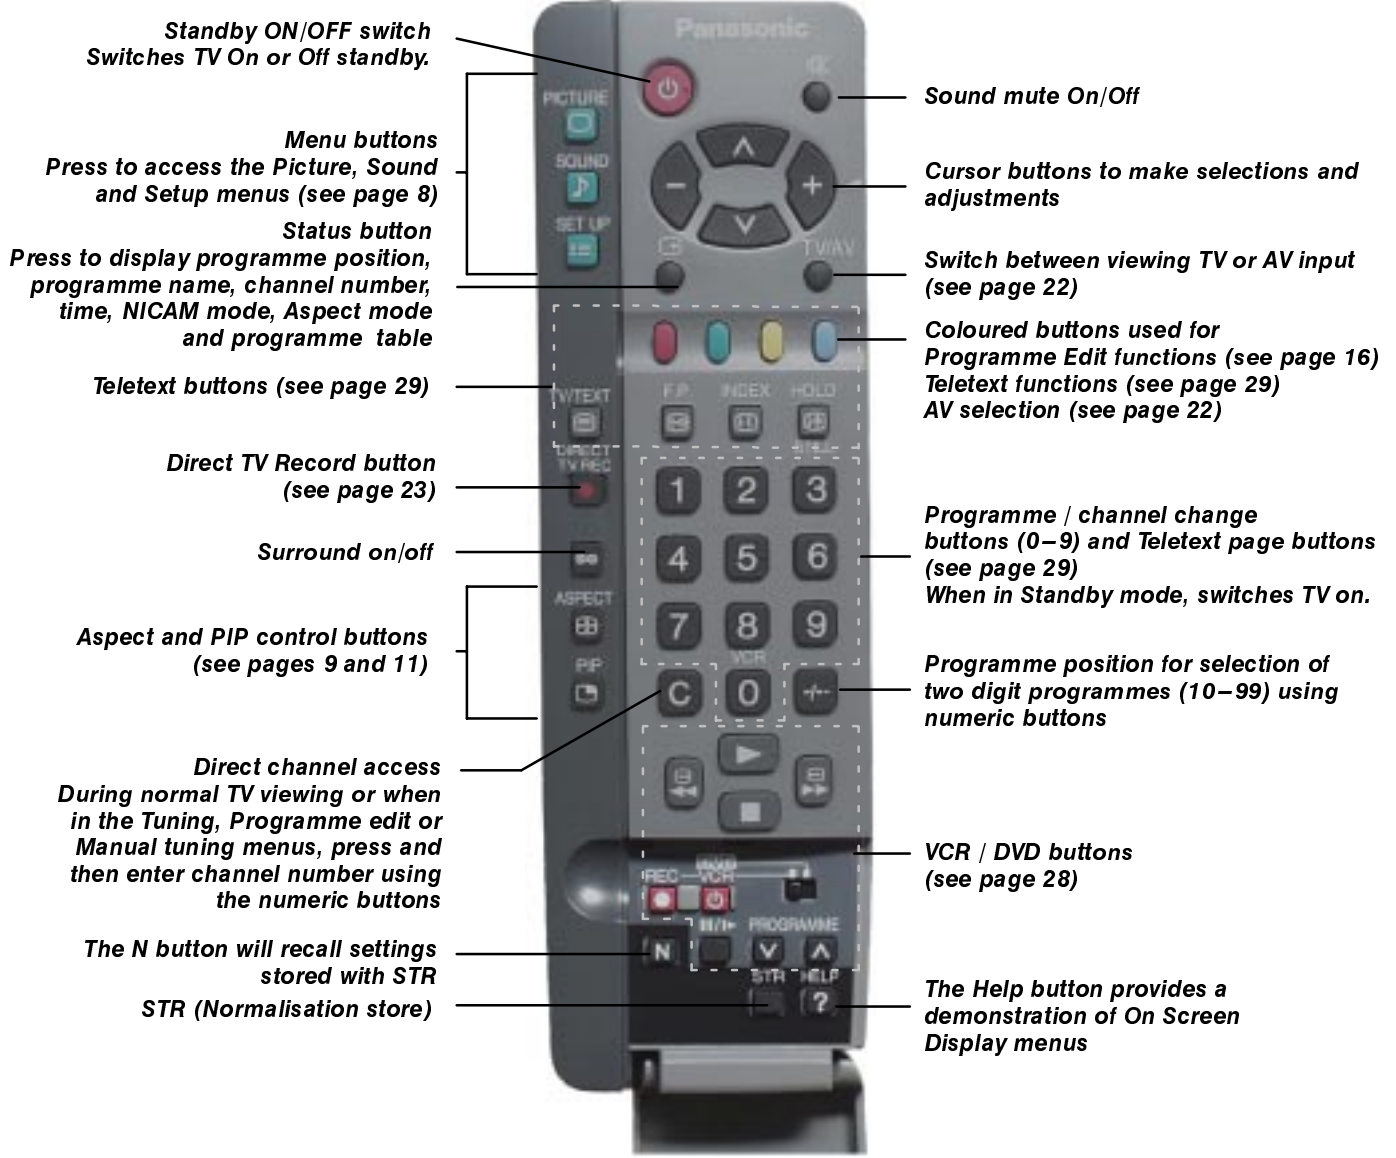 Standby ON/OFF switch
Switches TV On or Off standby.
Menu buttons
Press to access the Picture, Sound
and Setup menus (see page 8)
Status button
Press to display programme position,
programme name, channel number,
time, NICAM mode, Aspect mode
and programme table
Teletext buttons (see page 29)
Direct TV Record button
(see page 23)
Surround on/off
Aspect and PIP control buttons
(see pages 9 and 11)
Direct channel access
During normal TV viewing or when
in the Tuning, Programme edit or
Manual tuning menus, press and
then enter channel number using
the numeric buttons
The N button will recall settings
stored with STR
STR (Normalisation store)
Panasonic
PICTURE
SOUND
SET UP
TV/AV
F.P.
INDEX
HOLD
TV/TEXT
DIRECT
TV REC
1
2
3
4
5
6
ASPECT
7
8
9
VCR
PIP
C
0
-/--
REC
VCR
PROGRAMME
N
STR
HELP
?
Sound mute On/Off
Cursor buttons to make selections and
adjustments
Switch between viewing TV or AV input
(see page 22)
Coloured buttons used for
Programme Edit functions (see page 16)
Teletext functions (see page 29)
AV selection (see page 22)
Programme / channel change
buttons (0–9) and Teletext page buttons
(see page 29)
When in Standby mode, switches TV on.
Programme position for selection of
two digit programmes (10–99) using
numeric buttons
VCR / DVD buttons
(see page 28)
The Help button provides a
demonstration of On Screen
Display menus